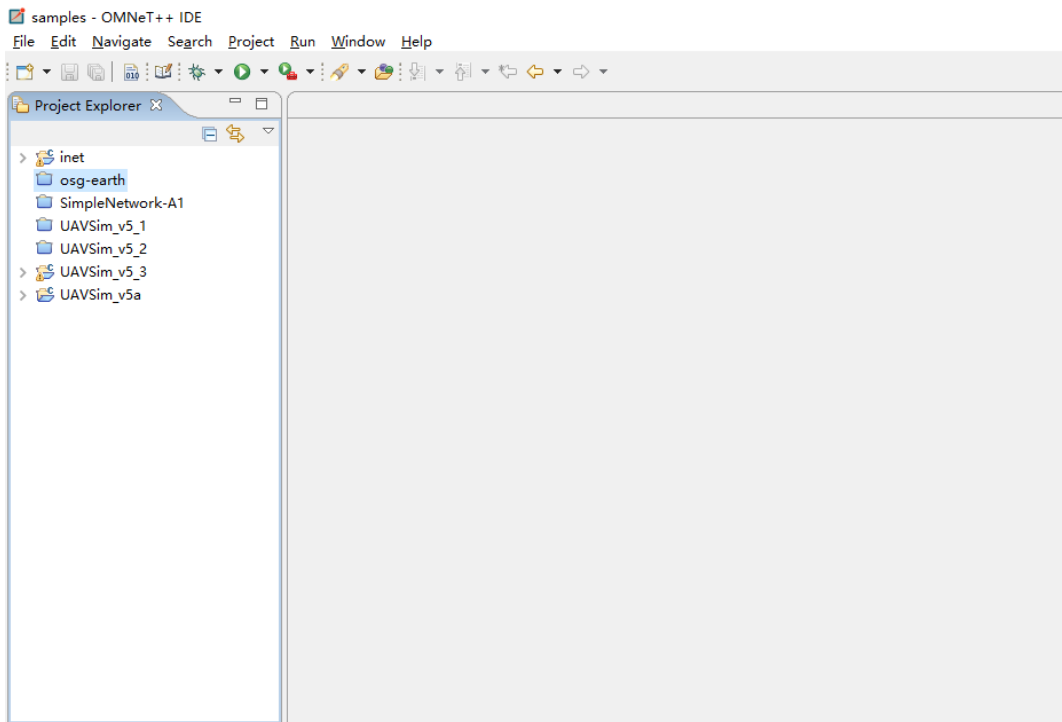 samples - OMNeT++ IDE
File Edit Navigate Search Project Run Window Help
010
Project Explorer
inet
osg-earth
SimpleNetwork-A1
UAVSim_v5_1
UAVSim_v5_2
UAVSim_v5_3
UAVSim_v5a